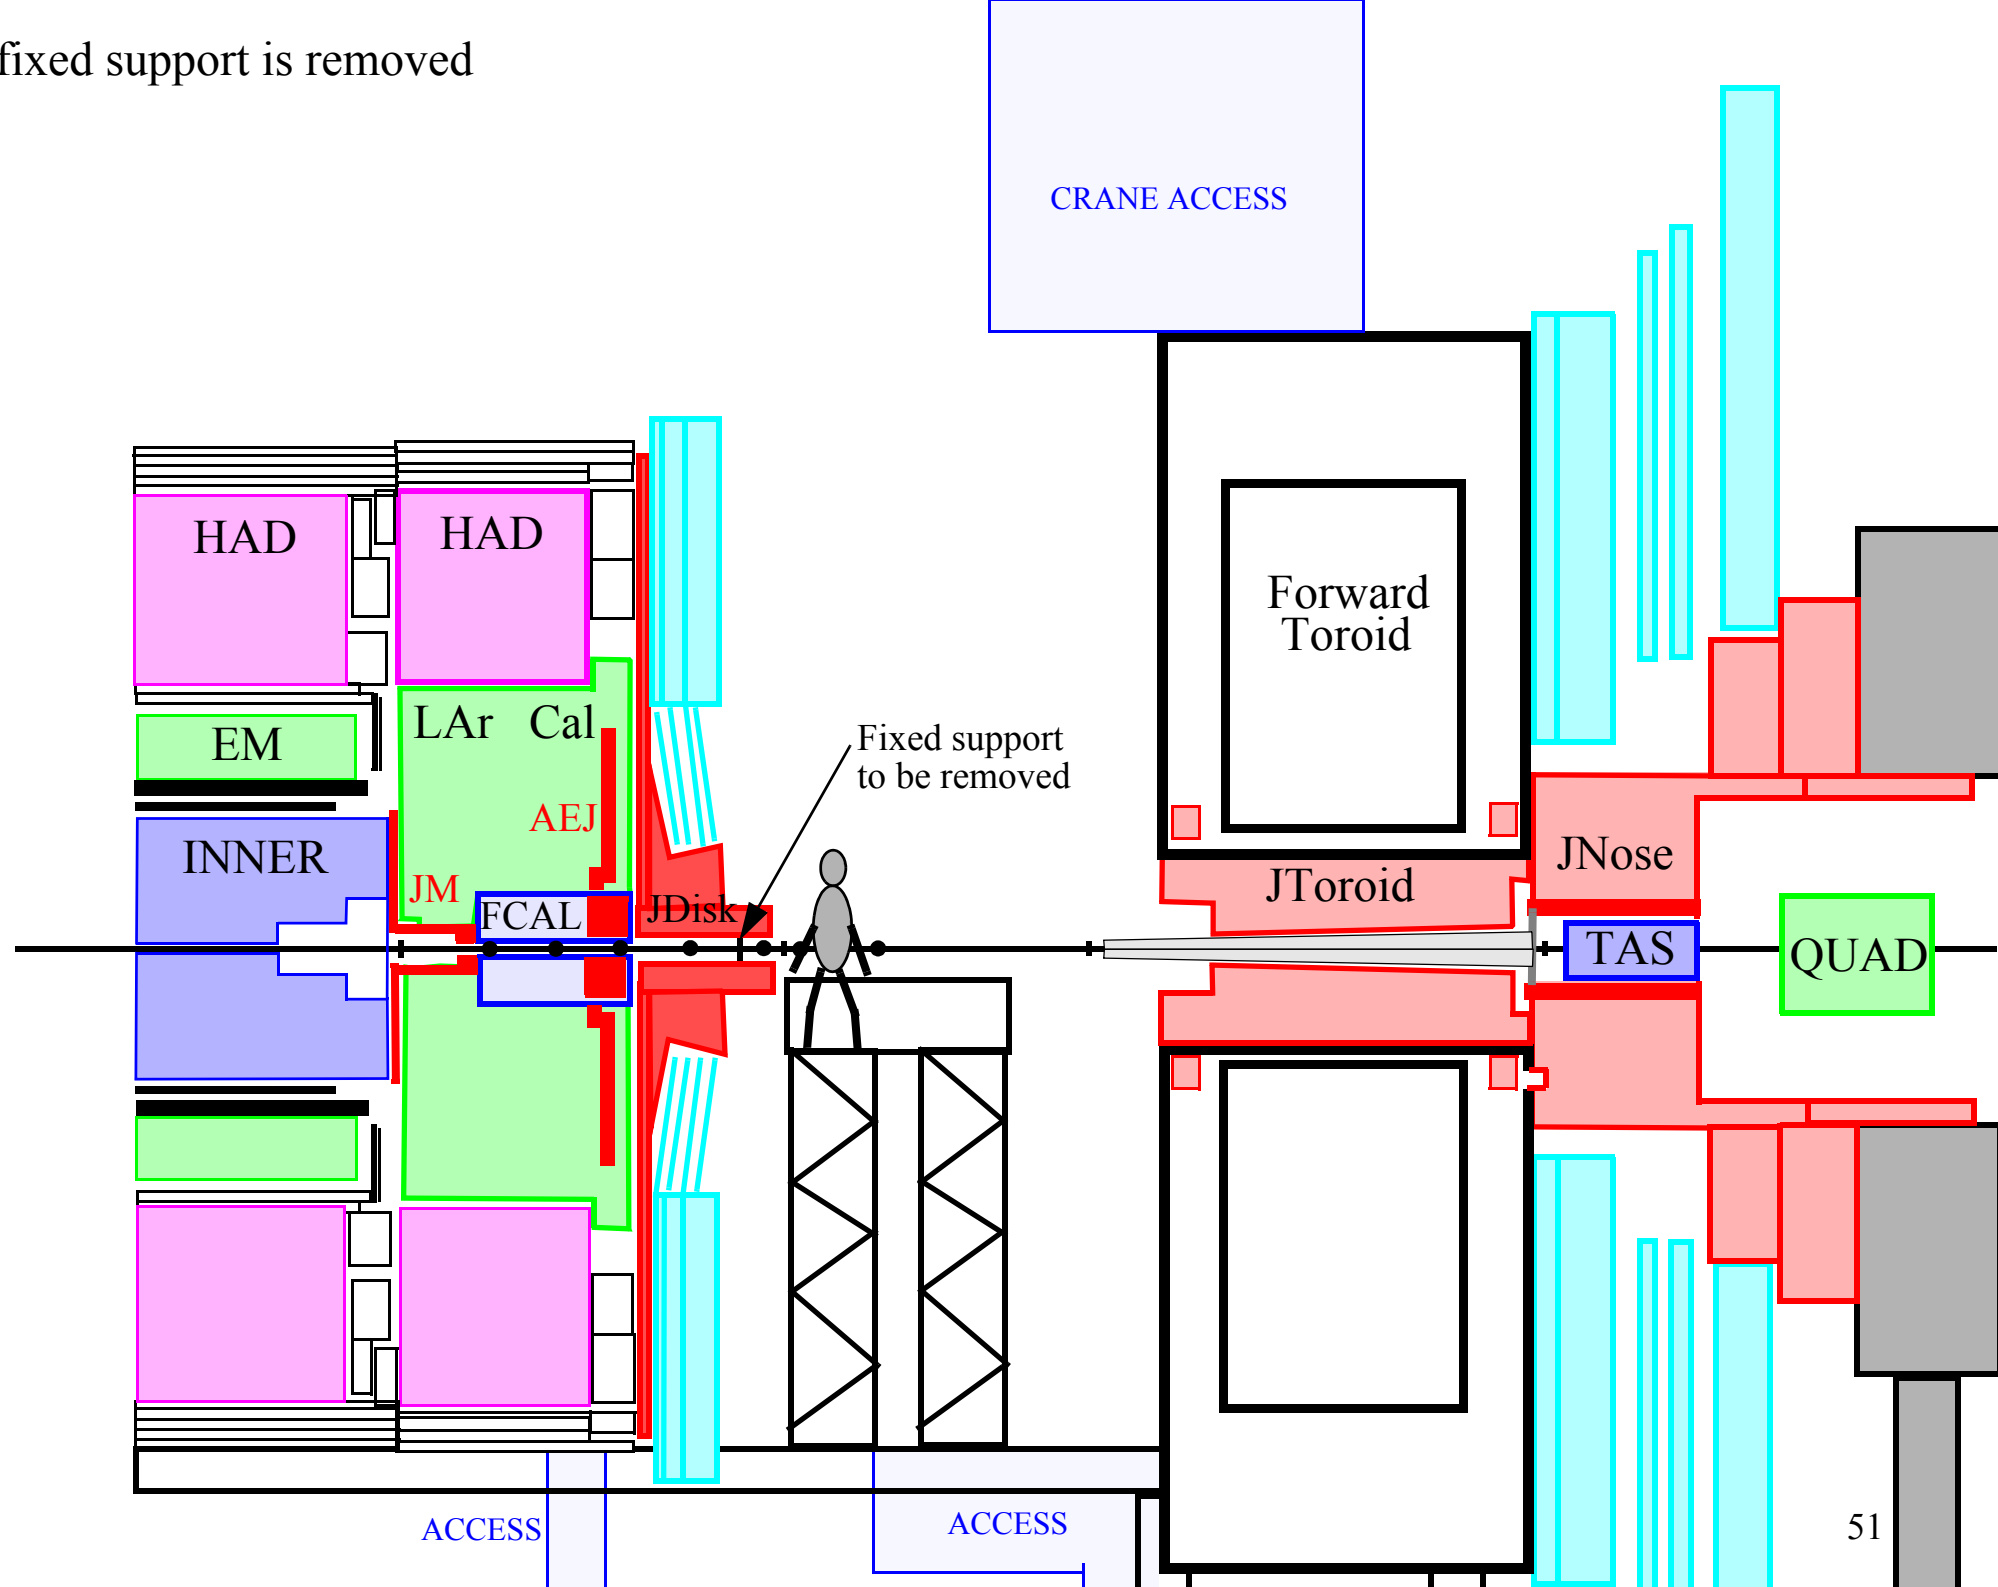 fixed support is removed
CRANE ACCESS
HAD
HAD
Forward
Toroid
LAr Cal
EM
Fixed support
to be removed
AEJ
INNER
JM
FCAL
JDisk
JToroid
JNose
TAS
QUAD
ACCESS
ACCESS
51